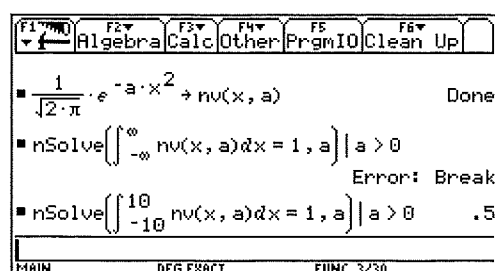 F1 F2 F3 F4 F5 F6
Algebra Calc Other PrgmIO Clean Up
▪ 1/√(2·π) · e^(-a·x²) → nv(x, a) Done
▪ nSolve(∫_-∞^∞ nv(x, a)dx = 1, a) | a > 0
Error: Break
▪ nSolve(∫_-10^10 nv(x, a)dx = 1, a) | a > 0 .5
MAIN DEG EXACT FUNC 3/30